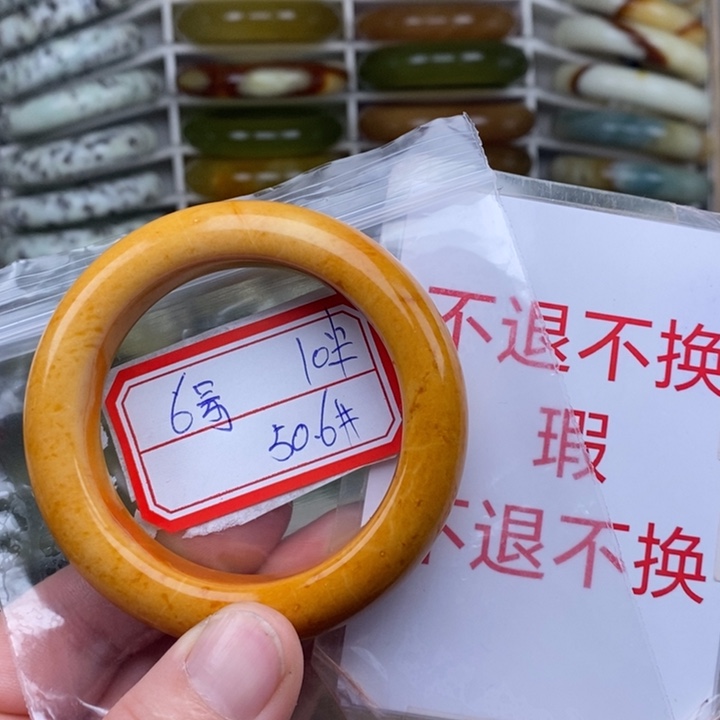 6号 10半
50.6#
不退不换
瑕
不退不换